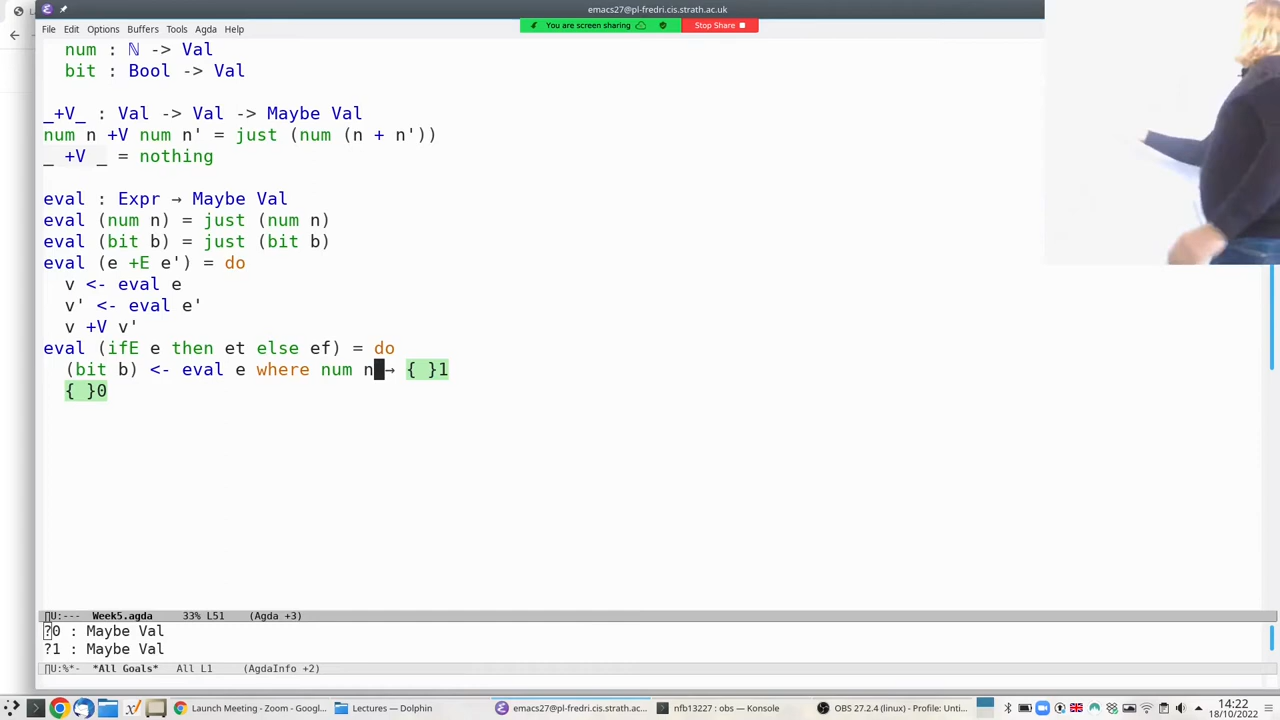 emacs27@pl-fredri.cis.strath.ac.uk
File Edit Options Buffers Tools Agda Help
You are screen sharing
Stop Share
num : ℕ -> Val
bit : Bool -> Val
_+V_ : Val -> Val -> Maybe Val
num n +V num n' = just (num (n + n'))
_ +V _ = nothing
eval : Expr → Maybe Val
eval (num n) = just (num n)
eval (bit b) = just (bit b)
eval (e +E e') = do
v <- eval e
v' <- eval e'
v +V v'
eval (ifE e then et else ef) = do
(bit b) <- eval e where num n → { }1
{ }0
U:--- Week5.agda 33% L51 (Agda +3)
?0 : Maybe Val
?1 : Maybe Val
U:%*- *All Goals* All L1 (AgdaInfo +2)
Launch Meeting - Zoom - Googl...
Lectures — Dolphin
emacs27@pl-fredri.cis.strath.ac.uk...
nfb13227 : obs — Konsole
OBS 27.2.4 (linux) - Profile: Unti...
14:22
18/10/2022